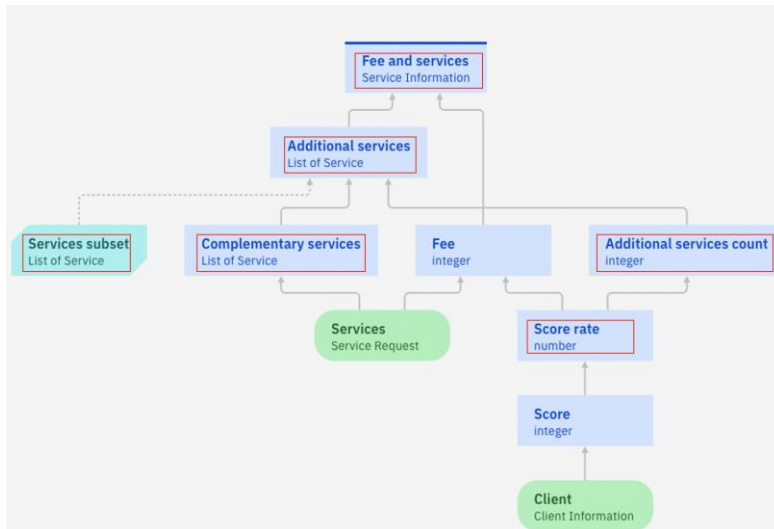 Fee and services
Service Information
Additional services
List of Service
Services subset
List of Service
Complementary services
List of Service
Fee
integer
Additional services count
integer
Services
Service Request
Score rate
number
Score
integer
Client
Client Information